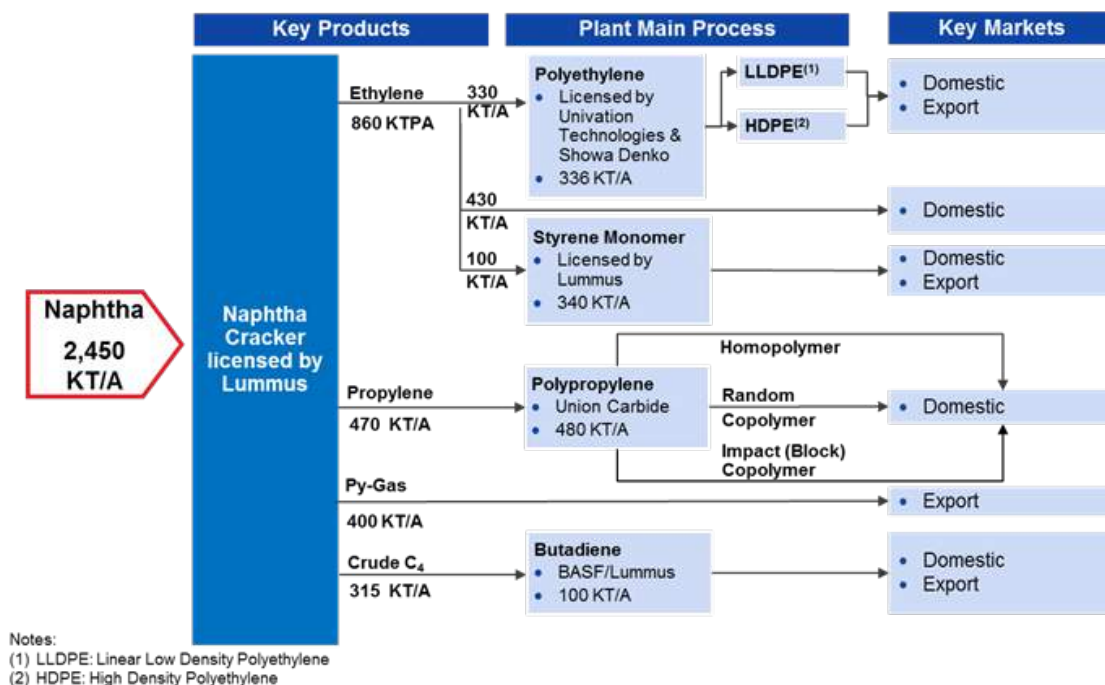 Key Products
Plant Main Process
Key Markets
Naphtha
2,450
KT/A
Naphtha
Cracker
licensed by
Lummus
Ethylene
860 KTPA
330
KT/A
Polyethylene
• Licensed by
Univation
Technologies &
Showa Denko
• 336 KT/A
LLDPE(1)
HDPE(2)
• Domestic
• Export
430
KT/A
• Domestic
100
KT/A
Styrene Monomer
• Licensed by
Lummus
• 340 KT/A
• Domestic
• Export
Propylene
470 KT/A
Polypropylene
• Union Carbide
• 480 KT/A
Homopolymer
Random
Copolymer
Impact (Block)
Copolymer
• Domestic
Py-Gas
400 KT/A
• Export
Crude C4
315 KT/A
Butadiene
• BASF/Lummus
• 100 KT/A
• Domestic
• Export
Notes:
(1) LLDPE: Linear Low Density Polyethylene
(2) HDPE: High Density Polyethylene